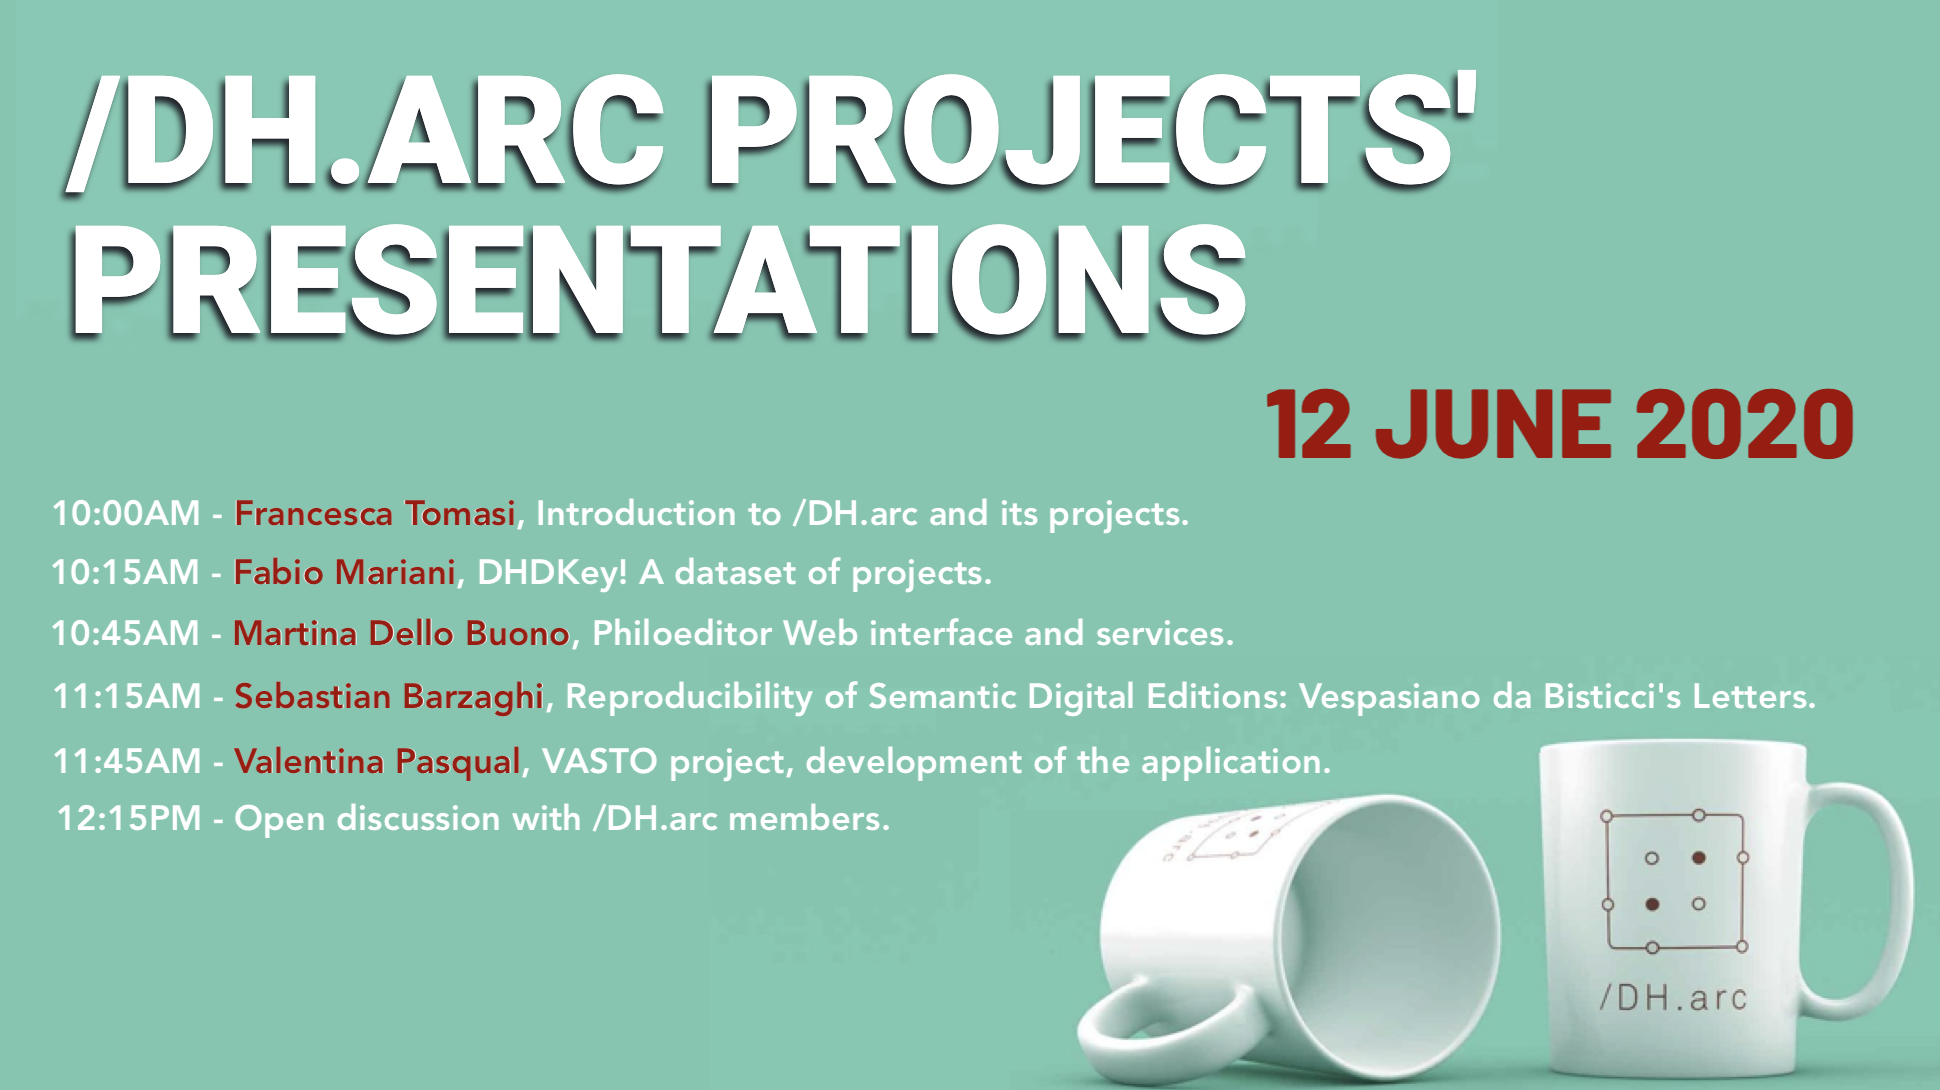 /DH.ARC PROJECTS'
PRESENTATIONS
12 JUNE 2020
10:00AM - Francesca Tomasi, Introduction to /DH.arc and its projects.
10:15AM - Fabio Mariani, DHDKey! A dataset of projects.
10:45AM - Martina Dello Buono, Philoeditor Web interface and services.
11:15AM - Sebastian Barzaghi, Reproducibility of Semantic Digital Editions: Vespasiano da Bisticci's Letters.
11:45AM - Valentina Pasqual, VASTO project, development of the application.
12:15PM - Open discussion with /DH.arc members.
/DH.arc